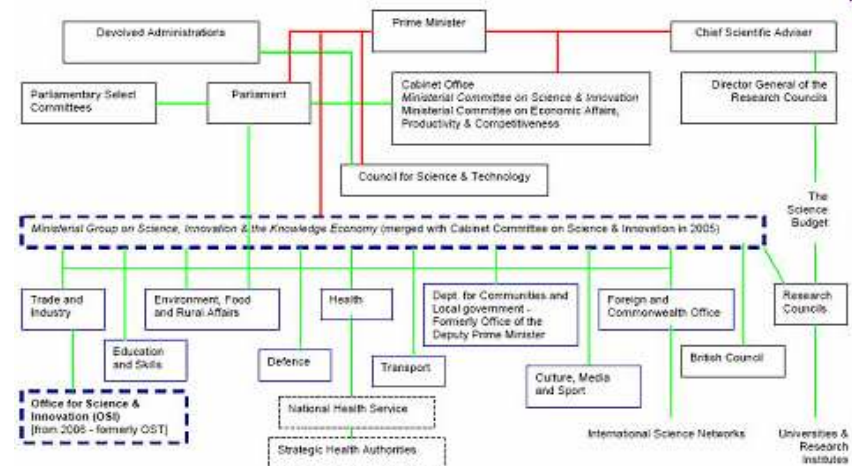 Devolved Administrations
Prime Minister
Chief Scientific Adviser
Parliamentary Select
Committees
Parliament
Cabinet Office
Ministerial Committee on Science & Innovation
Ministerial Committee on Economic Affairs,
Productivity & Competitiveness
Director General of the
Research Councils
Council for Science & Technology
The
Science
Budget
Ministerial Group on Science, Innovation & the Knowledge Economy (merged with Cabinet Committee on Science & Innovation in 2005)
Trade and
Industry
Environment, Food
and Rural Affairs
Health
Dept. for Communities and
Local government -
Formerly Office of the
Deputy Prime Minister
Foreign and
Commonwealth Office
Research
Councils
Education
and Skills
Defence
Transport
British Council
Culture, Media
and Sport
Office for Science &
Innovation (OSI)
[from 2006 - formerly OST]
National Health Service
Strategic Health Authorities
International Science Networks
Universities &
Research
Institutes